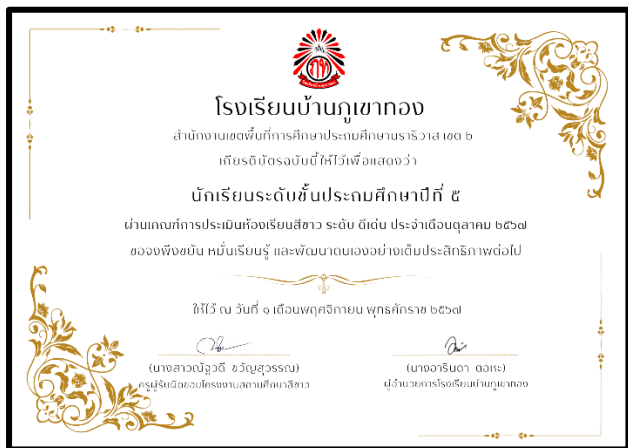 โรงเรียนบ้านภูเขาทอง
สำนักงานเขตพื้นที่การศึกษาประถมศึกษานราธิวาส เขต ๒
เกียรติบัตรฉบับนี้ให้ไว้เพื่อแสดงว่า
นักเรียนระดับชั้นประถมศึกษาปีที่ ๕
ผ่านเกณฑ์การประเมินห้องเรียนสีขาว ระดับ ดีเด่น ประจำเดือนตุลาคม ๒๕๖๗
ขอจงพึงขยัน หมั่นเรียนรู้ และพัฒนาตนเองอย่างเต็มประสิทธิภาพต่อไป
ให้ไว้ ณ วันที่ ๑ เดือนพฤศจิกายน พุทธศักราช ๒๕๖๗
(นางสาวณัฐวดี ขวัญสุวรรณ)
ครูผู้รับผิดชอบโครงงานสถานศึกษาสีขาว
(นางอารินดา ตอหะ)
ผู้อำนวยการโรงเรียนบ้านภูเขาทอง